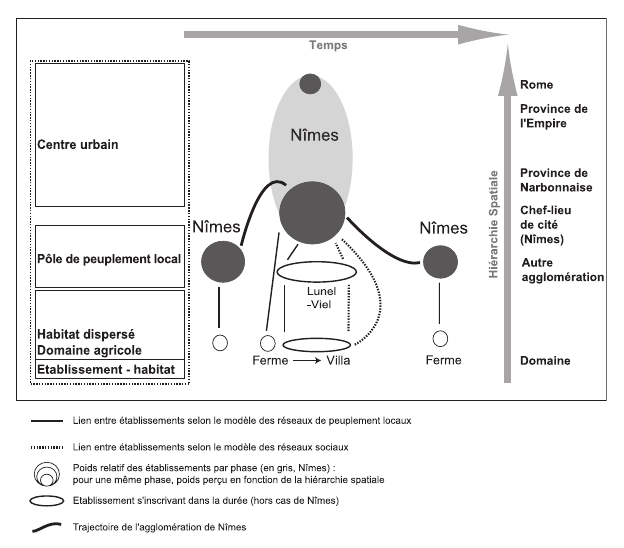 Temps
Rome
Province de
l'Empire
Centre urbain
Nîmes
Hiérarchie Spatiale
Province de
Narbonnaise
Chef-lieu
de cité
(Nîmes)
Nîmes
Nîmes
Pôle de peuplement local
Autre
agglomération
Lunel
-Viel
Habitat dispersé
Domaine agricole
Etablissement - habitat
Ferme
Villa
Ferme
Domaine
Lien entre établissements selon le modèle des réseaux de peuplement locaux
Lien entre établissements selon le modèle des réseaux sociaux
Poids relatif des établissements par phase (en gris, Nîmes) :
pour une même phase, poids perçu en fonction de la hiérarchie spatiale
Etablissement s'inscrivant dans la durée (hors cas de Nîmes)
Trajectoire de l'agglomération de Nîmes